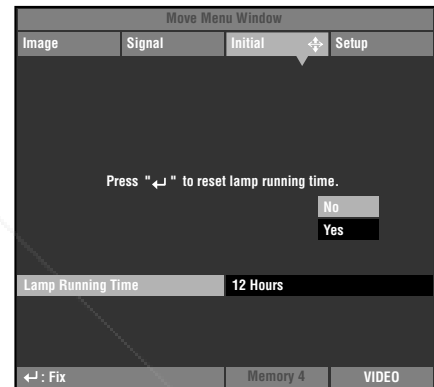 Move Menu Window
Image Signal Initial Setup
Press "↵" to reset lamp running time.
No
Yes
Lamp Running Time 12 Hours
↵: Fix Memory 4 VIDEO